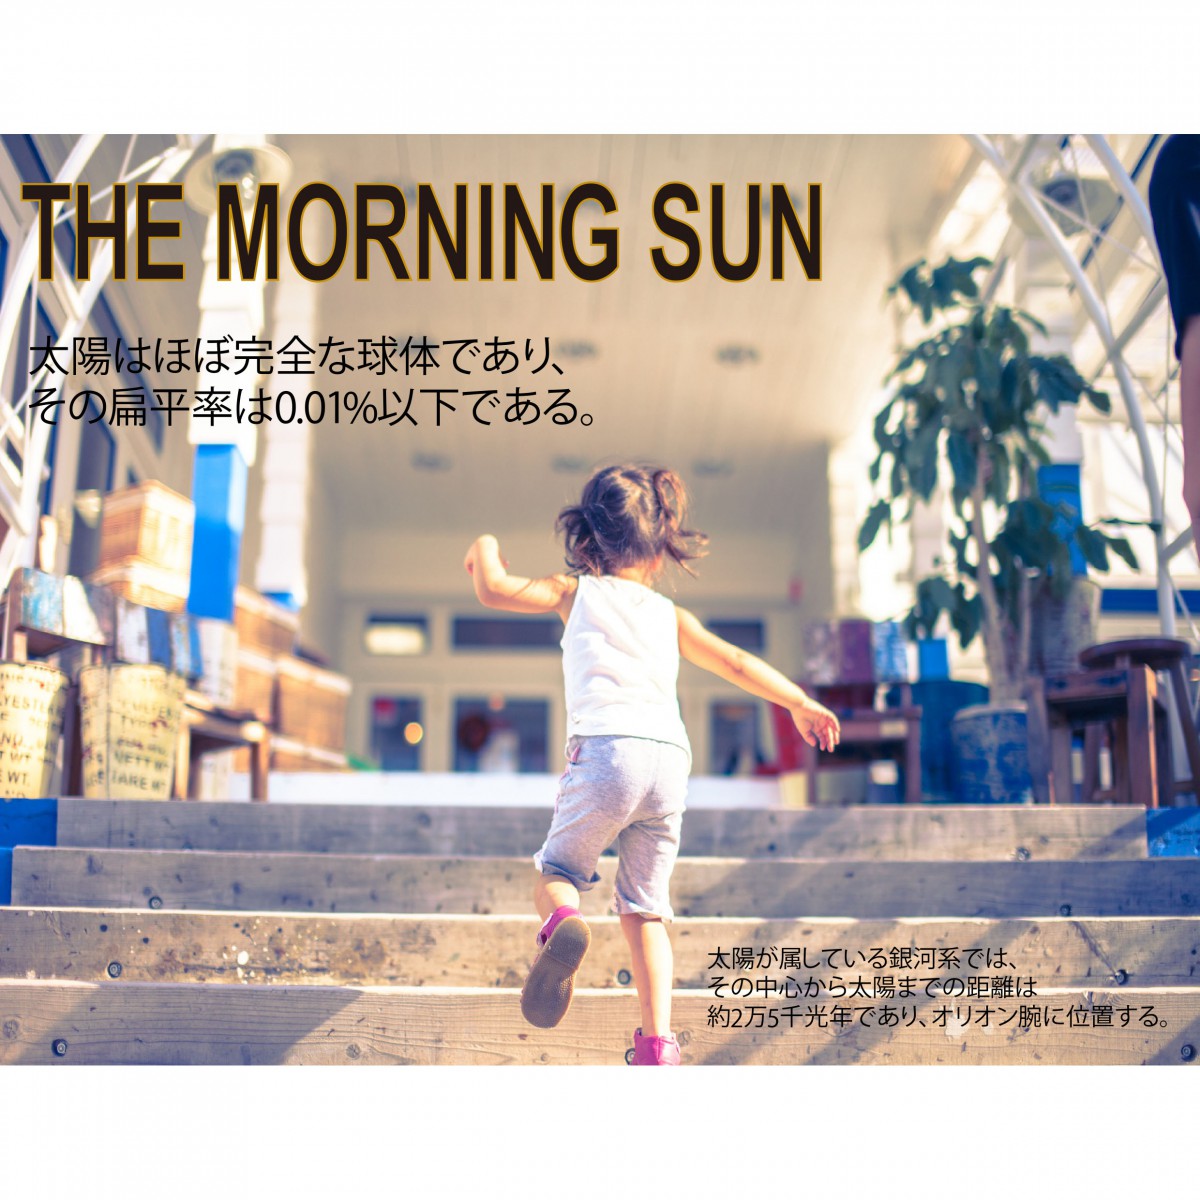 THE MORNING SUN
太陽はほぼ完全な球体であり、
その扁平率は0.01%以下である。
太陽が属している銀河系では、
その中心から太陽までの距離は
約2万5千光年であり、オリオン腕に位置する。